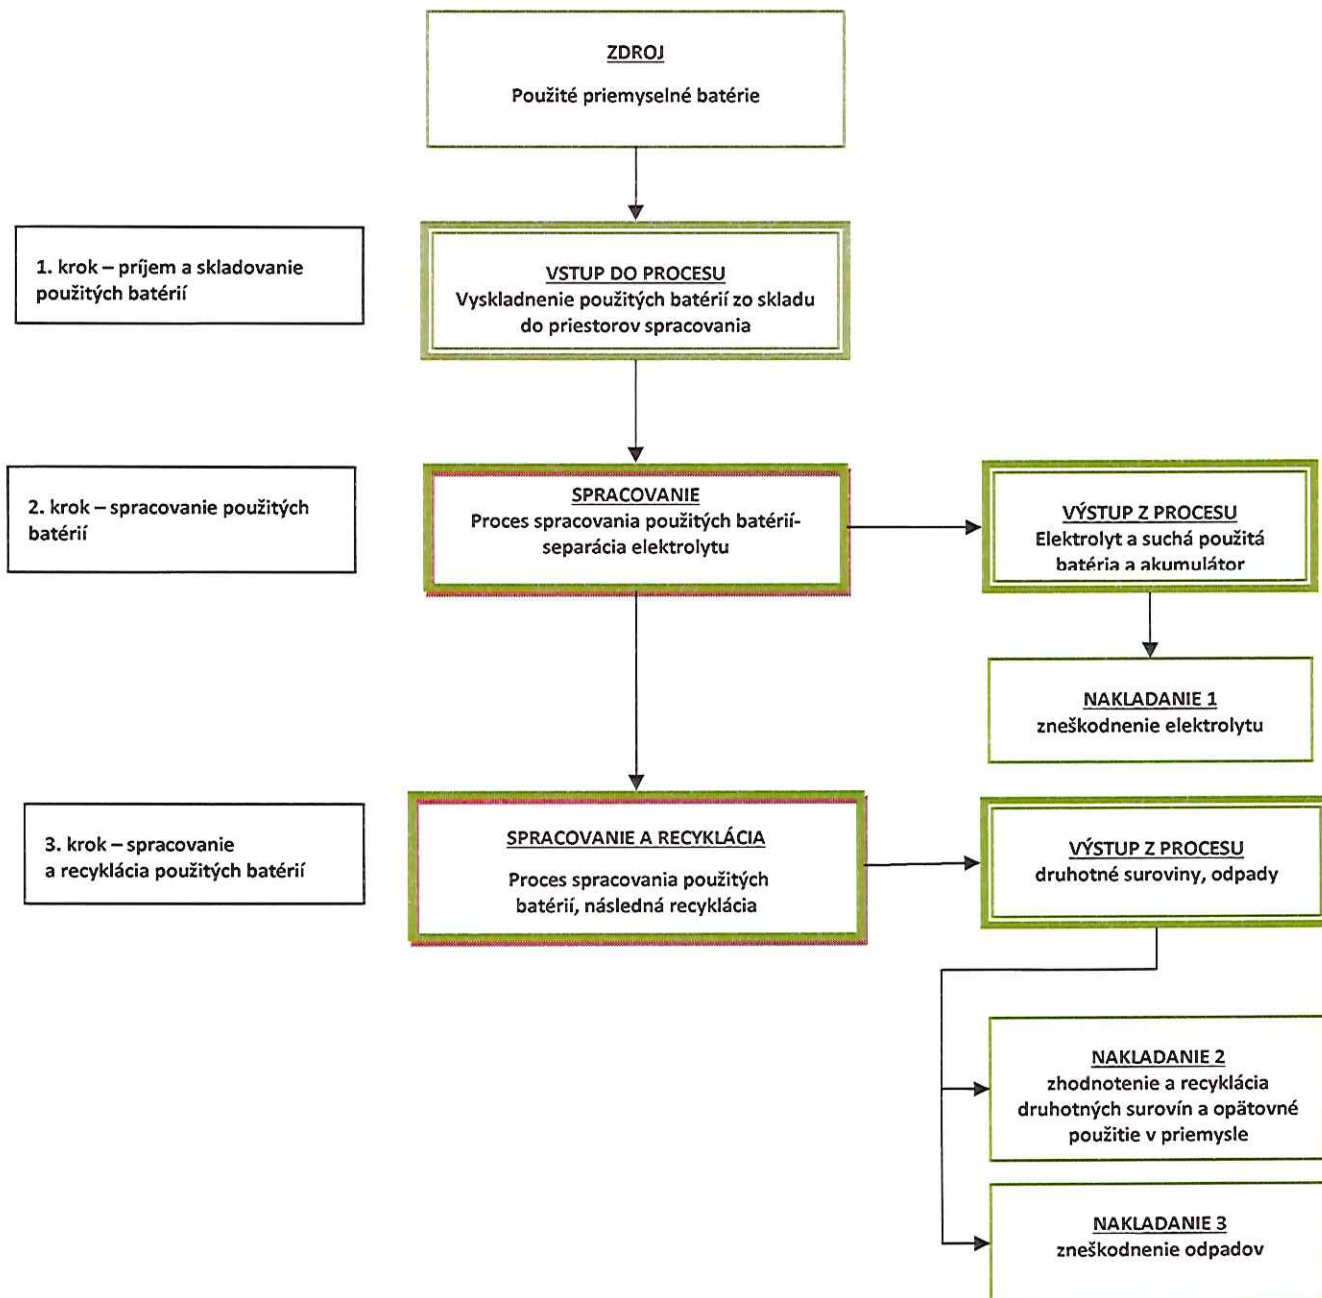 ZDROJ
Použité priemyselné batérie
1. krok – príjem a skladovanie
použitých batérií
VSTUP DO PROCESU
Vyskladnenie použitých batérií zo skladu
do priestorov spracovania
2. krok – spracovanie použitých
batérií
SPRACOVANIE
Proces spracovania použitých batérií-
separácia elektrolytu
VÝSTUP Z PROCESU
Elektrolyt a suchá použitá
batéria a akumulátor
NAKLADANIE 1
zneškodnenie elektrolytu
3. krok – spracovanie
a recyklácia použitých batérií
SPRACOVANIE A RECYKLÁCIA
Proces spracovania použitých
batérií, následná recyklácia
VÝSTUP Z PROCESU
druhotné suroviny, odpady
NAKLADANIE 2
zhodnotenie a recyklácia
druhotných surovín a opätovné
použitie v priemysle
NAKLADANIE 3
zneškodnenie odpadov